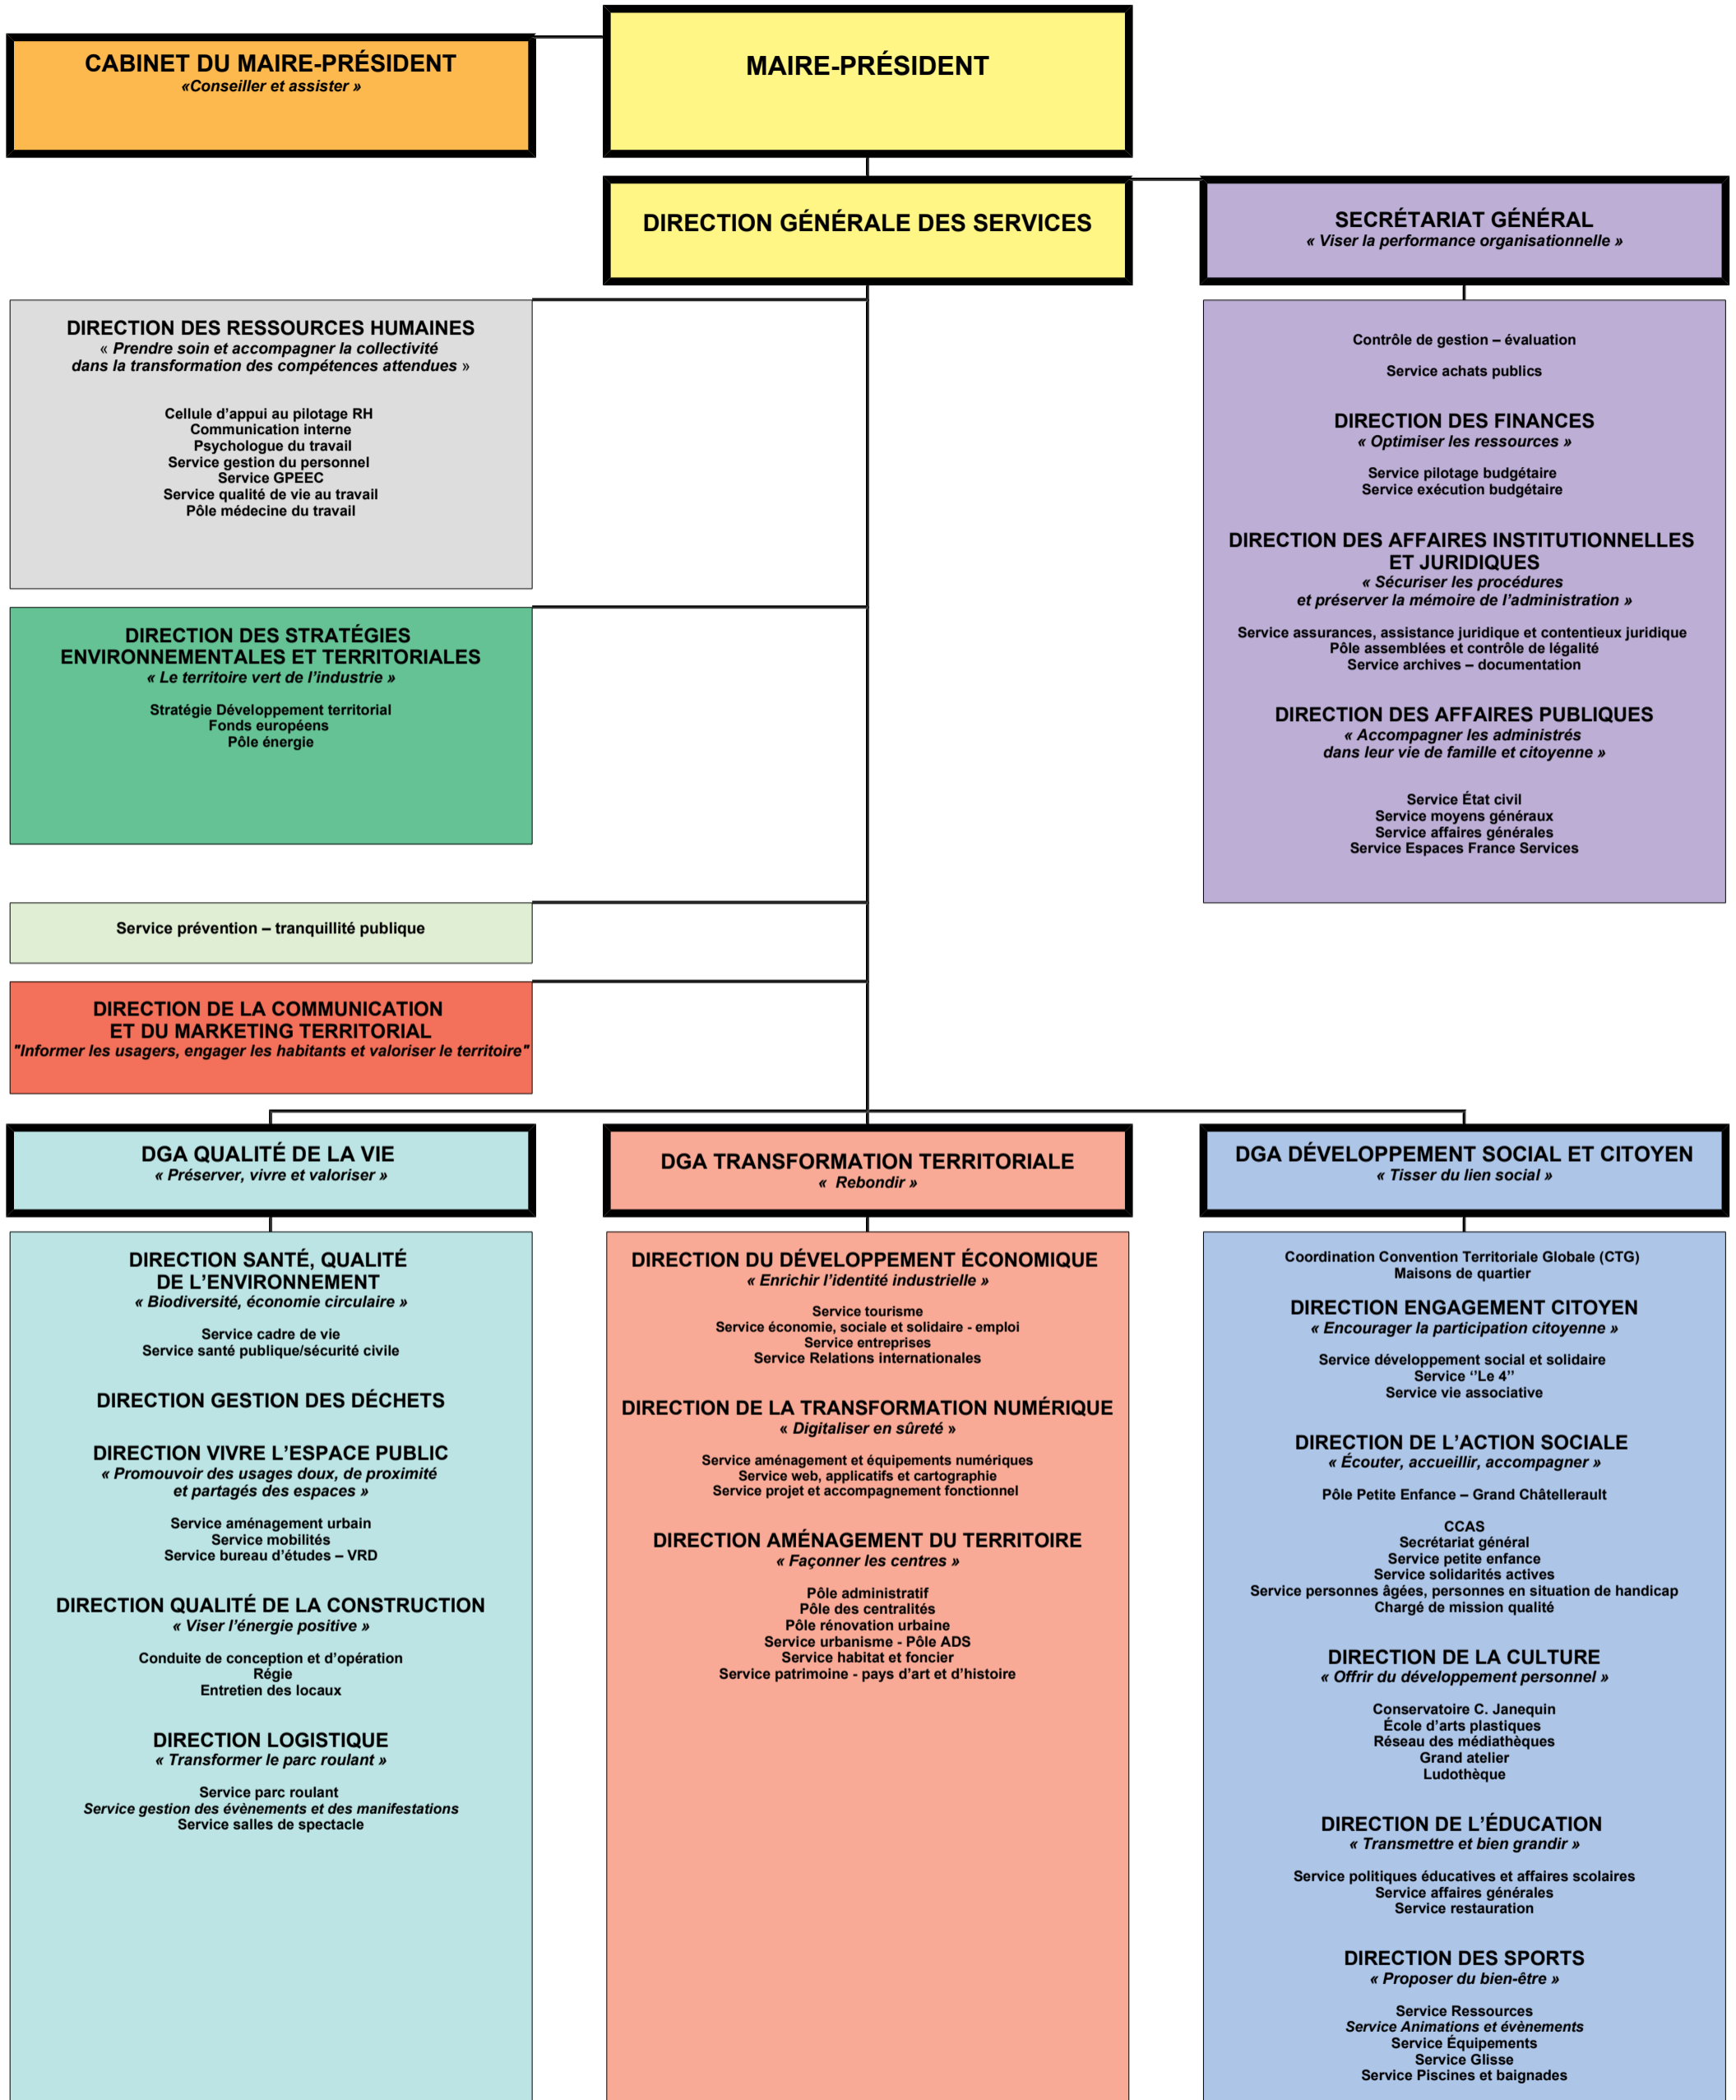 CABINET DU MAIRE-PRÉSIDENT
«Conseiller et assister »
MAIRE-PRÉSIDENT
DIRECTION GÉNÉRALE DES SERVICES
SECRÉTARIAT GÉNÉRAL
« Viser la performance organisationnelle »
DIRECTION DES RESSOURCES HUMAINES
« Prendre soin et accompagner la collectivité
dans la transformation des compétences attendues »
Cellule d'appui au pilotage RH
Communication interne
Psychologue du travail
Service gestion du personnel
Service GPEEC
Service qualité de vie au travail
Pôle médecine du travail
DIRECTION DES STRATÉGIES
ENVIRONNEMENTALES ET TERRITORIALES
« Le territoire vert de l'industrie »
Stratégie Développement territorial
Fonds européens
Pôle énergie
Service prévention – tranquillité publique
DIRECTION DE LA COMMUNICATION
ET DU MARKETING TERRITORIAL
"Informer les usagers, engager les habitants et valoriser le territoire"
Contrôle de gestion – évaluation
Service achats publics
DIRECTION DES FINANCES
« Optimiser les ressources »
Service pilotage budgétaire
Service exécution budgétaire
DIRECTION DES AFFAIRES INSTITUTIONNELLES
ET JURIDIQUES
« Sécuriser les procédures
et préserver la mémoire de l'administration »
Service assurances, assistance juridique et contentieux juridique
Pôle assemblées et contrôle de légalité
Service archives – documentation
DIRECTION DES AFFAIRES PUBLIQUES
« Accompagner les administrés
dans leur vie de famille et citoyenne »
Service État civil
Service moyens généraux
Service affaires générales
Service Espaces France Services
DGA QUALITÉ DE LA VIE
« Préserver, vivre et valoriser »
DIRECTION SANTÉ, QUALITÉ
DE L'ENVIRONNEMENT
« Biodiversité, économie circulaire »
Service cadre de vie
Service santé publique/sécurité civile
DIRECTION GESTION DES DÉCHETS
DIRECTION VIVRE L'ESPACE PUBLIC
« Promouvoir des usages doux, de proximité
et partagés des espaces »
Service aménagement urbain
Service mobilités
Service bureau d'études – VRD
DIRECTION QUALITÉ DE LA CONSTRUCTION
« Viser l'énergie positive »
Conduite de conception et d'opération
Régie
Entretien des locaux
DIRECTION LOGISTIQUE
« Transformer le parc roulant »
Service parc roulant
Service gestion des évènements et des manifestations
Service salles de spectacle
DGA TRANSFORMATION TERRITORIALE
« Rebondir »
DIRECTION DU DÉVELOPPEMENT ÉCONOMIQUE
« Enrichir l'identité industrielle »
Service tourisme
Service économie, sociale et solidaire - emploi
Service entreprises
Service Relations internationales
DIRECTION DE LA TRANSFORMATION NUMÉRIQUE
« Digitaliser en sûreté »
Service aménagement et équipements numériques
Service web, applicatifs et cartographie
Service projet et accompagnement fonctionnel
DIRECTION AMÉNAGEMENT DU TERRITOIRE
« Façonner les centres »
Pôle administratif
Pôle des centralités
Pôle rénovation urbaine
Service urbanisme - Pôle ADS
Service habitat et foncier
Service patrimoine - pays d'art et d'histoire
DGA DÉVELOPPEMENT SOCIAL ET CITOYEN
« Tisser du lien social »
Coordination Convention Territoriale Globale (CTG)
Maisons de quartier
DIRECTION ENGAGEMENT CITOYEN
« Encourager la participation citoyenne »
Service développement social et solidaire
Service ‘'Le 4’'
Service vie associative
DIRECTION DE L'ACTION SOCIALE
« Écouter, accueillir, accompagner »
Pôle Petite Enfance – Grand Châtellerault
CCAS
Secrétariat général
Service petite enfance
Service solidarités actives
Service personnes âgées, personnes en situation de handicap
Chargé de mission qualité
DIRECTION DE LA CULTURE
« Offrir du développement personnel »
Conservatoire C. Janequin
École d'arts plastiques
Réseau des médiathèques
Grand atelier
Ludothèque
DIRECTION DE L'ÉDUCATION
« Transmettre et bien grandir »
Service politiques éducatives et affaires scolaires
Service affaires générales
Service restauration
DIRECTION DES SPORTS
« Proposer du bien-être »
Service Ressources
Service Animations et évènements
Service Équipements
Service Glisse
Service Piscines et baignades